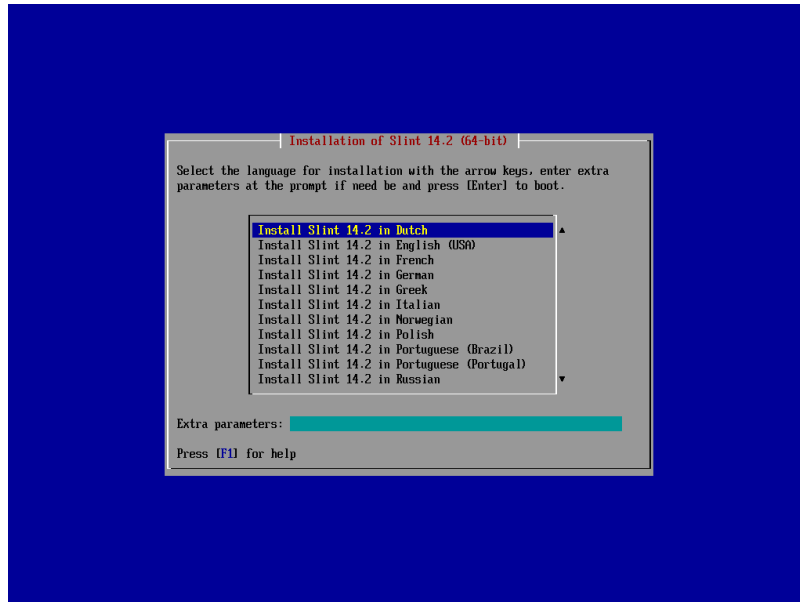 Installation of Slint 14.2 (64-bit)
Select the language for installation with the arrow keys, enter extra
parameters at the prompt if need be and press [Enter] to boot.
Install Slint 14.2 in Dutch
Install Slint 14.2 in English (USA)
Install Slint 14.2 in French
Install Slint 14.2 in German
Install Slint 14.2 in Greek
Install Slint 14.2 in Italian
Install Slint 14.2 in Norwegian
Install Slint 14.2 in Polish
Install Slint 14.2 in Portuguese (Brazil)
Install Slint 14.2 in Portuguese (Portugal)
Install Slint 14.2 in Russian
Extra parameters:
Press [F1] for help